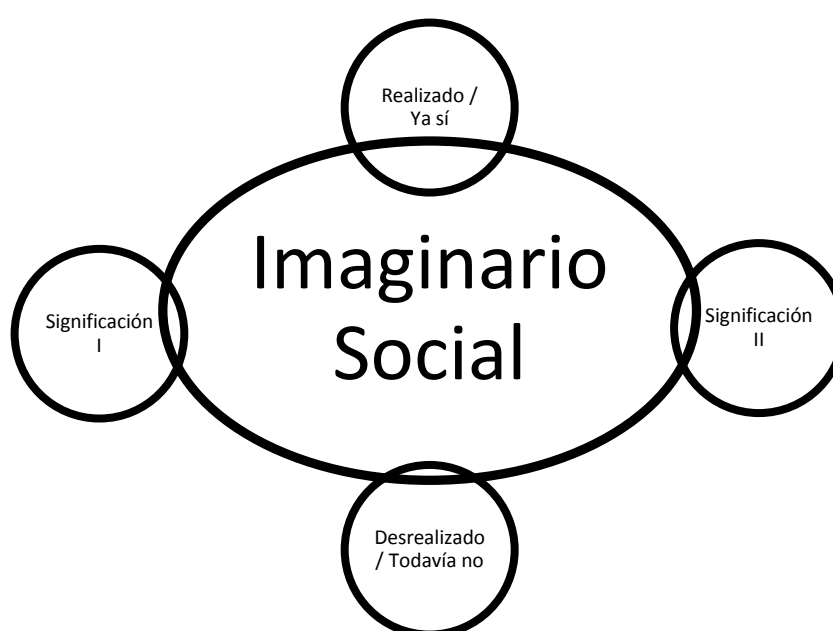 Realizado /
Ya sí
Imaginario
Social
Significación
I
Significación
II
Desrealizado
/ Todavía no